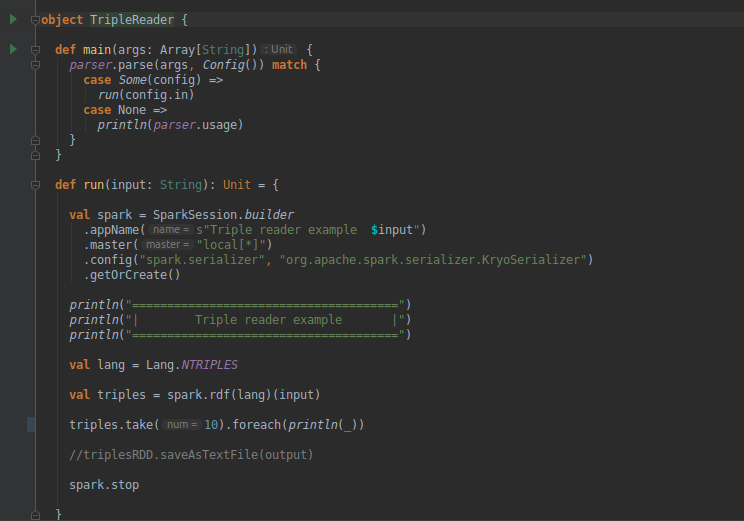 object TripleReader {
def main(args: Array[String]) : Unit {
parser.parse(args, Config()) match {
case Some(config) =>
run(config.in)
case None =>
println(parser.usage)
}
}
def run(input: String): Unit = {
val spark = SparkSession.builder
.appName( name = s"Triple reader example  $input")
.master( master = "local[*]")
.config("spark.serializer", "org.apache.spark.serializer.KryoSerializer")
.getOrCreate()
println("======================================")
println("|        Triple reader example       |")
println("======================================")
val lang = Lang.NTRIPLES
val triples = spark.rdf(lang)(input)
triples.take( num = 10).foreach(println(_))
//triplesRDD.saveAsTextFile(output)
spark.stop
}